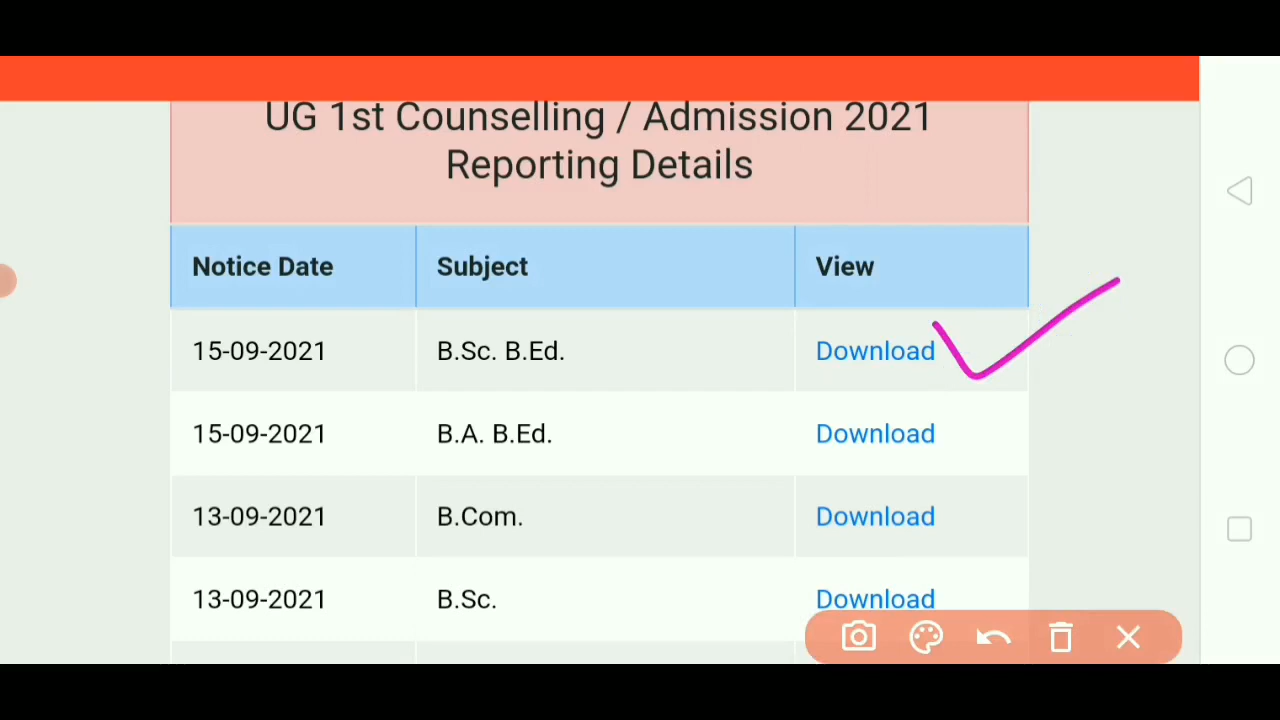 UG 1st Counselling / Admission 2021
Reporting Details
Notice Date Subject View
15-09-2021 B.Sc. B.Ed. Download
15-09-2021 B.A. B.Ed. Download
13-09-2021 B.Com. Download
13-09-2021 B.Sc. Download